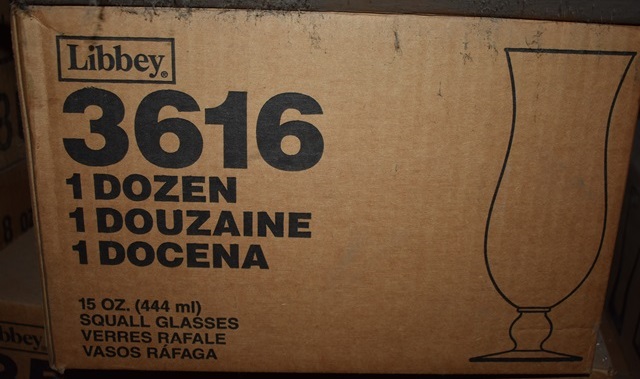 Libbey®
3616
1 DOZEN
1 DOUZAINE
1 DOCENA
15 OZ. (444 ml)
SQUALL GLASSES
VERRES RAFALE
VASOS RÁFAGA